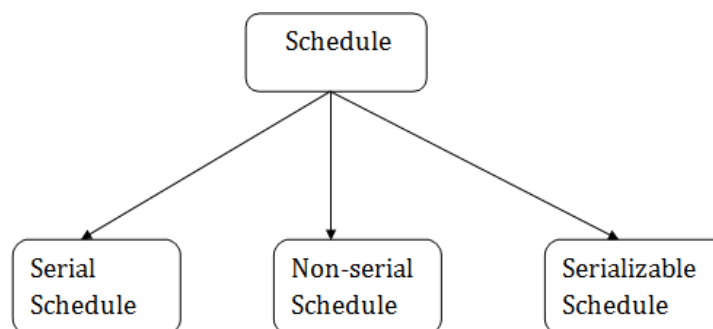 Schedule
Serial
Schedule
Non-serial
Schedule
Serializable
Schedule